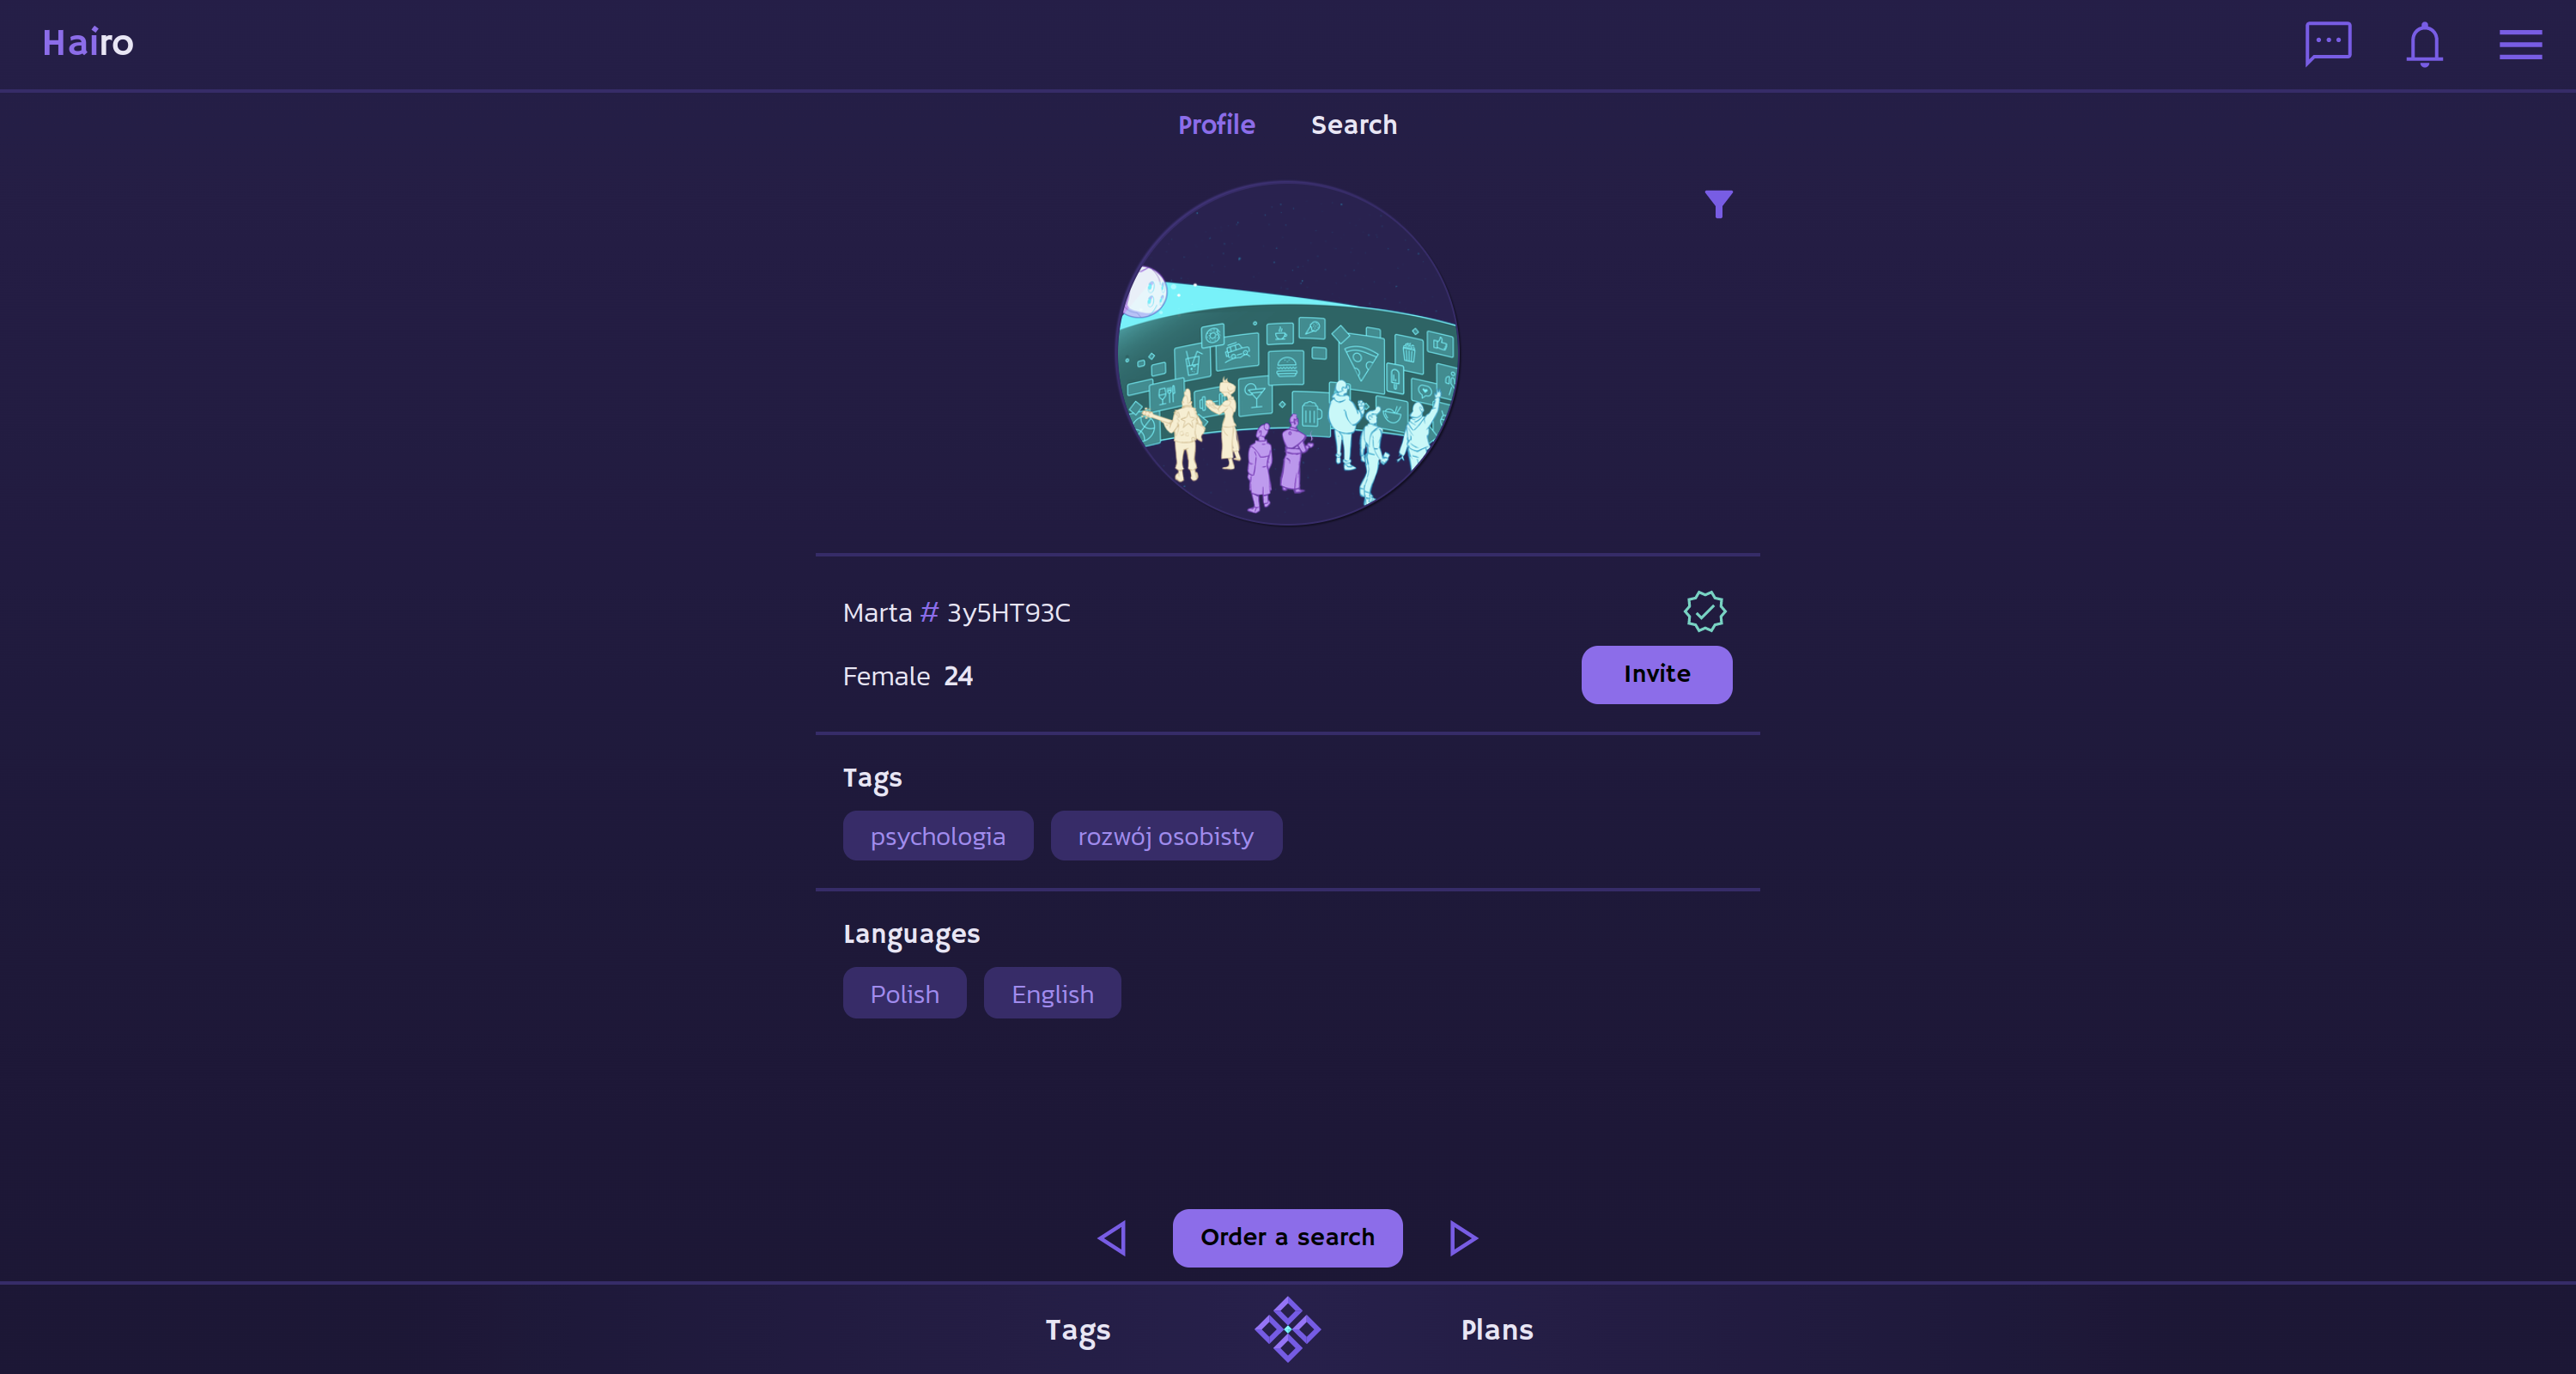 Hairo
Profile Search
Marta # 3y5HT93C
Female 24
Invite
Tags
psychologia rozwój osobisty
Languages
Polish English
Order a search
Tags Plans